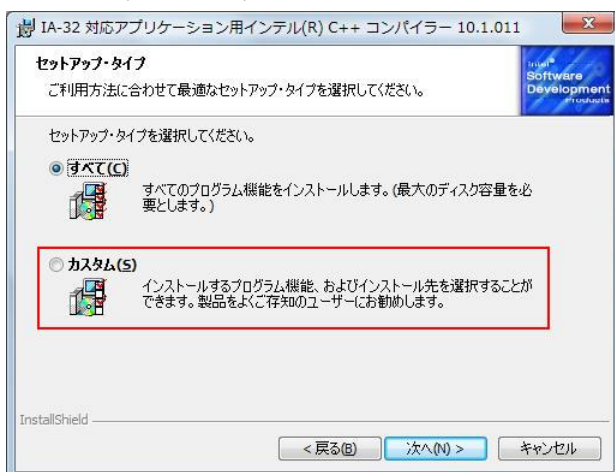 IA-32 対応アプリケーション用インテル(R) C++ コンパイラー 10.1.011
セットアップ・タイプ
ご利用方法に合わせて最適なセットアップ・タイプを選択してください。
intel
Software
Development
Products
セットアップ・タイプを選択してください。
すべて(C)
すべてのプログラム機能をインストールします。(最大のディスク容量を必
要とします。)
カスタム(S)
インストールするプログラム機能、およびインストール先を選択することが
できます。製品をよくご存知のユーザーにお勧めします。
InstallShield
< 戻る(B)
次へ(N) >
キャンセル